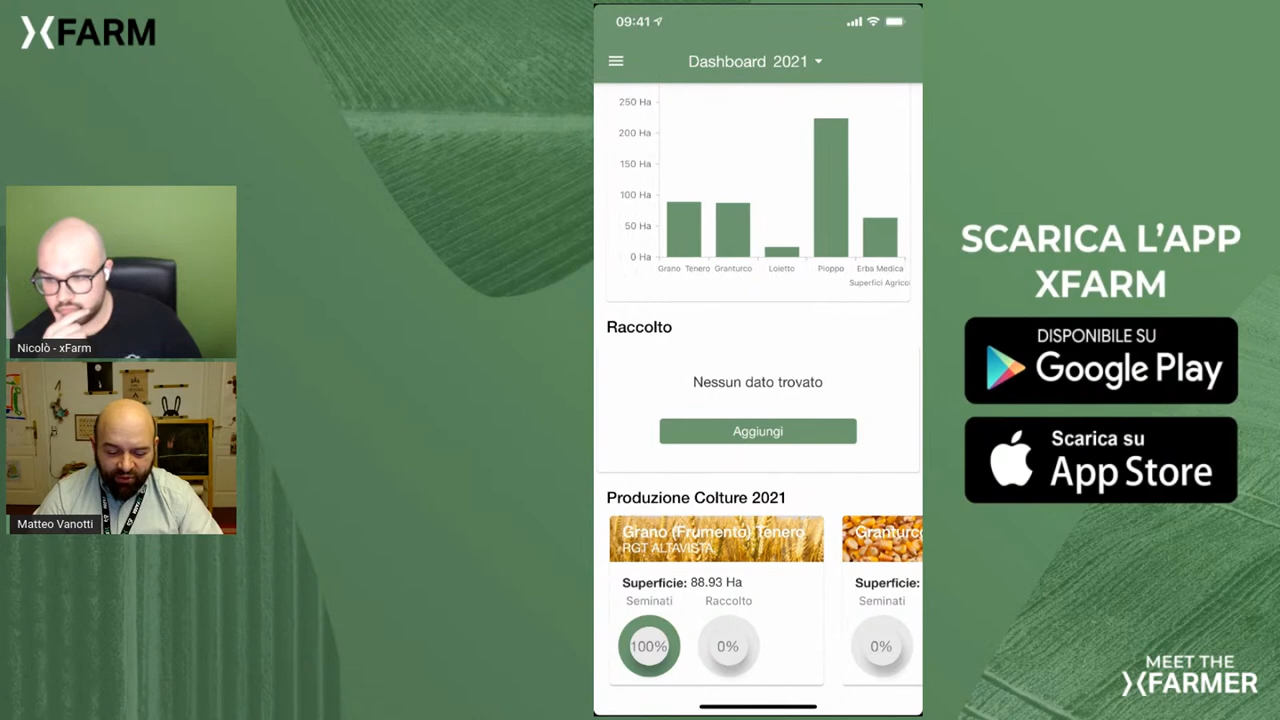 XFARM
Nicolò - xFarm
Matteo Vanotti
09:41
Dashboard 2021
250 Ha
200 Ha
150 Ha
100 Ha
50 Ha
0 Ha
Grano Tenero
Granturco
Loietto
Pioppo
Erba Medica
Superfici Agrico
Raccolto
Nessun dato trovato
Aggiungi
Produzione Colture 2021
Grano (Frumento) Tenero
RGT ALTAVISTA
Superficie: 88.93 Ha
Seminati Raccolto
100% 0%
Granturco
Superficie:
Seminati
0%
SCARICA L'APP
XFARM
DISPONIBILE SU
Google Play
Scarica su
App Store
MEET THE
XFARMER